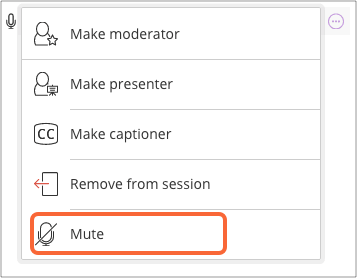 Make moderator
Make presenter
CC Make captioner
Remove from session
Mute